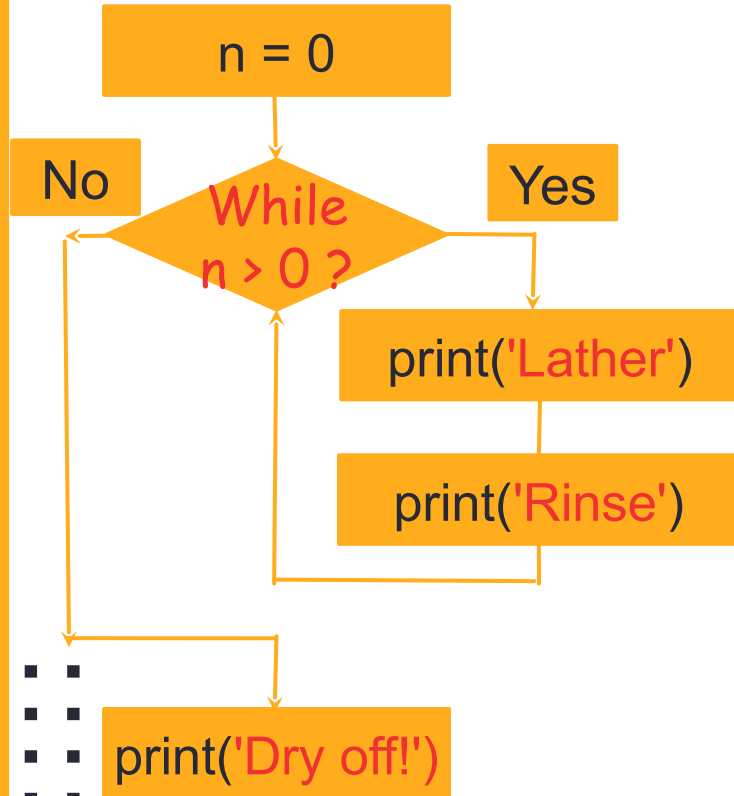 n = 0
No
Yes
While
n > 0 ?
print('Lather')
print('Rinse')
print('Dry off!')